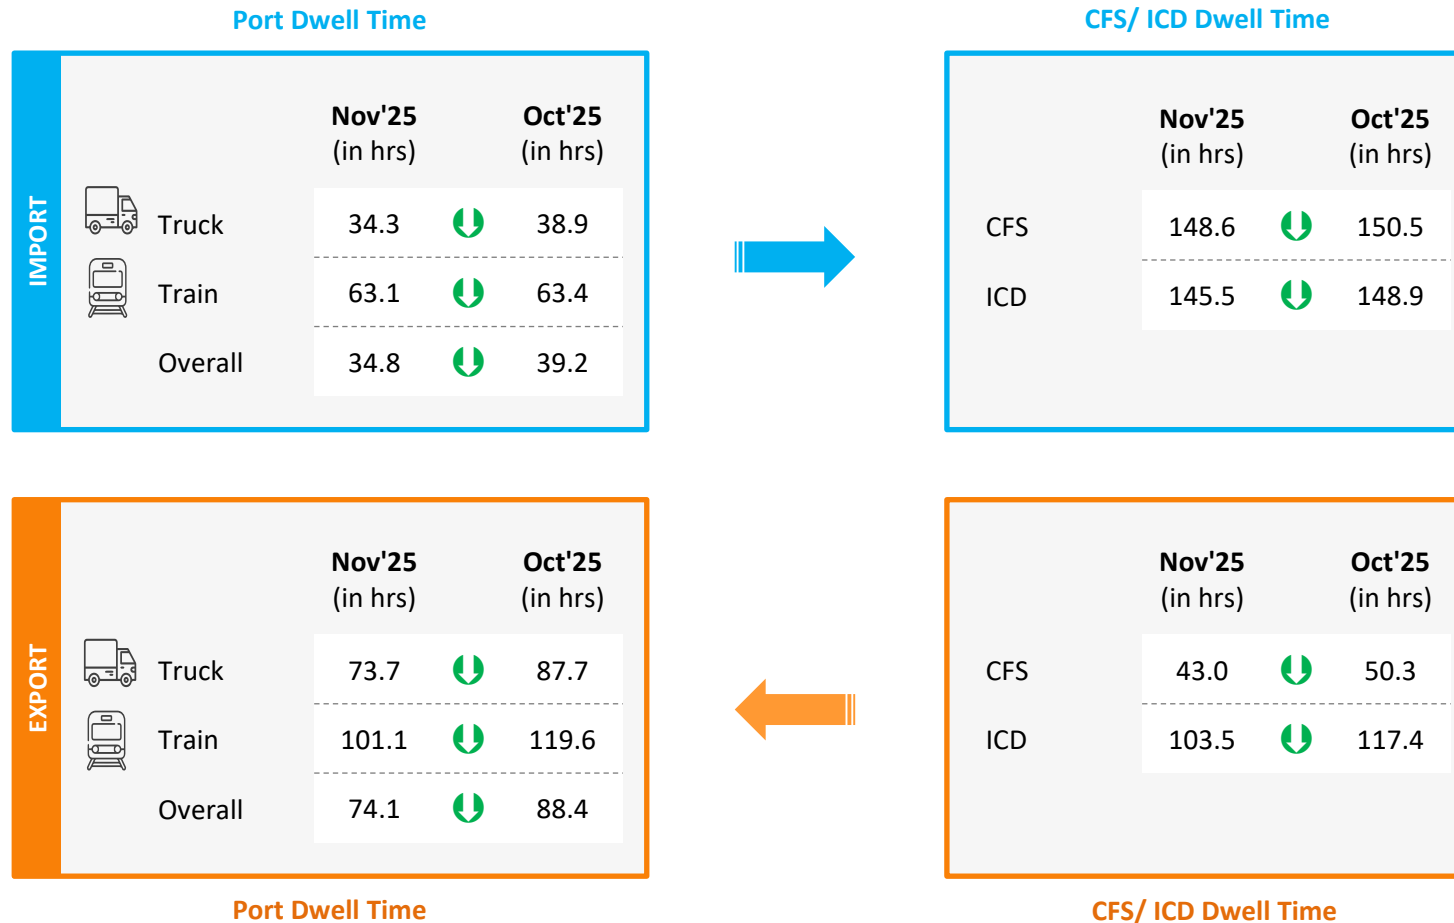 Port Dwell Time
CFS/ ICD Dwell Time
IMPORT
Nov'25 Oct'25
(in hrs) (in hrs)
Truck 34.3 38.9
Train 63.1 63.4
Overall 34.8 39.2
Nov'25 Oct'25
(in hrs) (in hrs)
CFS 148.6 150.5
ICD 145.5 148.9
EXPORT
Nov'25 Oct'25
(in hrs) (in hrs)
Truck 73.7 87.7
Train 101.1 119.6
Overall 74.1 88.4
Nov'25 Oct'25
(in hrs) (in hrs)
CFS 43.0 50.3
ICD 103.5 117.4
Port Dwell Time
CFS/ ICD Dwell Time